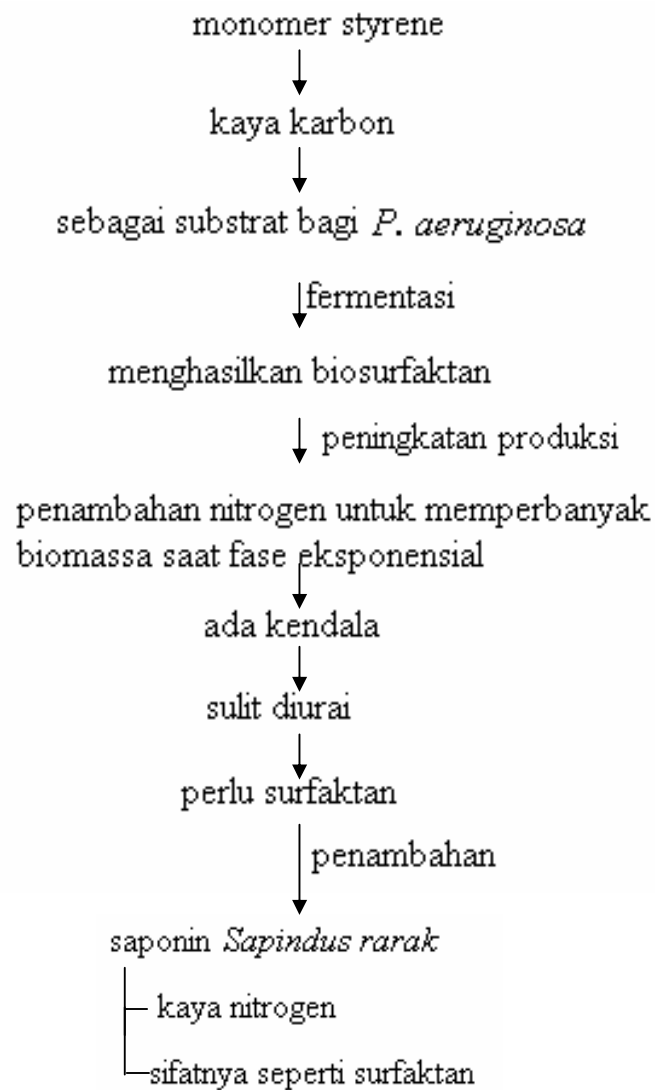 monomer styrene
kaya karbon
sebagai substrat bagi P. aeruginosa
fermentasi
menghasilkan biosurfaktan
peningkatan produksi
penambahan nitrogen untuk memperbanyak
biomassa saat fase eksponensial
ada kendala
sulit diurai
perlu surfaktan
penambahan
saponin Sapindus rarak
kaya nitrogen
sifatnya seperti surfaktan